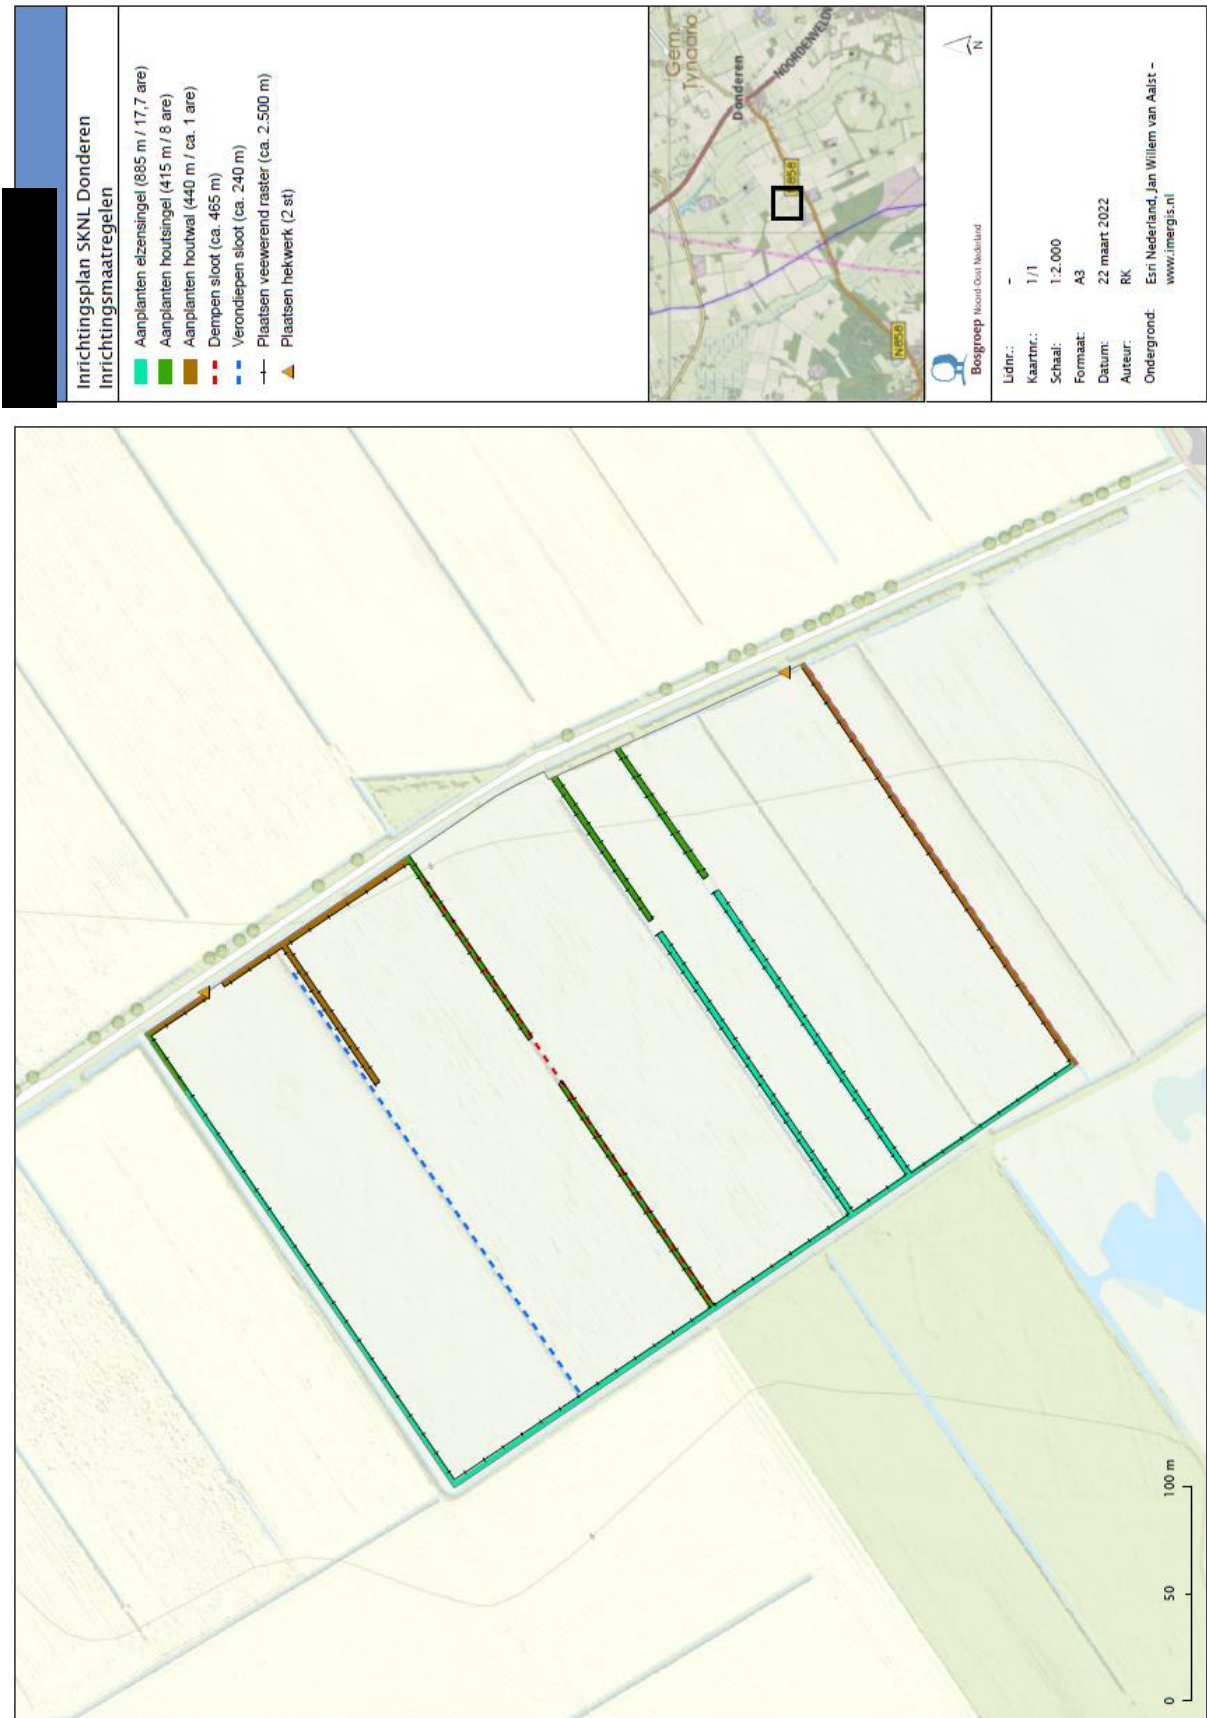 Inrichtingsplan SKNL Donderen
Inrichtingsmaatregelen
Aanplanten elzensingel (885 m / 17,7 are)
Aanplanten houtsingel (415 m / 8 are)
Aanplanten houtwal (440 m / ca. 1 are)
Dempen sloot (ca. 465 m)
Verondiepen sloot (ca. 240 m)
Plaatsen veewerend raster (ca. 2.500 m)
Plaatsen hekwerk (2 st)
Gem.
Tynaarlo
Donderen
NOORDENVELD
N858
N858
Bosgroep Noord-Oost Nederland
N
Lidnr.: –
Kaartnr.: 1/1
Schaal: 1:2.000
Formaat: A3
Datum: 22 maart 2022
Auteur: RK
Ondergrond: Esri Nederland, Jan Willem van Aalst –
www.imergis.nl
0 50 100 m